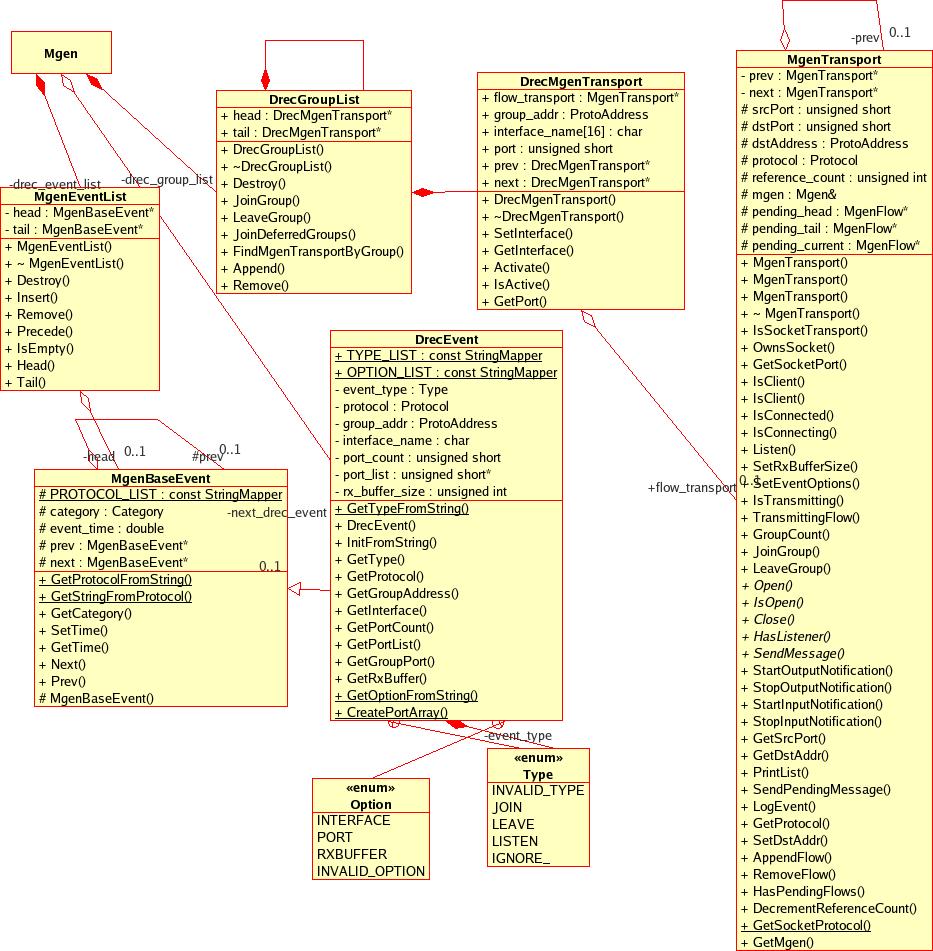 Mgen
-drec_event_list
-drec_group_list
MgenEventList
- head : MgenBaseEvent*
- tail : MgenBaseEvent*
+ MgenEventList()
+ ~ MgenEventList()
+ Destroy()
+ Insert()
+ Remove()
+ Precede()
+ IsEmpty()
+ Head()
+ Tail()
-head
0..1
#prev
0..1
MgenBaseEvent
# PROTOCOL_LIST : const StringMapper
# category : Category
# event_time : double
# prev : MgenBaseEvent*
# next : MgenBaseEvent*
+ GetProtocolFromString()
+ GetStringFromProtocol()
+ GetCategory()
+ SetTime()
+ GetTime()
+ Next()
+ Prev()
# MgenBaseEvent()
-next_drec_event
0..1
DrecGroupList
+ head : DrecMgenTransport*
+ tail : DrecMgenTransport*
+ DrecGroupList()
+ ~DrecGroupList()
+ Destroy()
+ JoinGroup()
+ LeaveGroup()
+ JoinDeferredGroups()
+ FindMgenTransportByGroup()
+ Append()
+ Remove()
DrecMgenTransport
+ flow_transport : MgenTransport*
+ group_addr : ProtoAddress
+ interface_name[16] : char
+ port : unsigned short
+ prev : DrecMgenTransport*
+ next : DrecMgenTransport*
+ DrecMgenTransport()
+ ~DrecMgenTransport()
+ SetInterface()
+ GetInterface()
+ Activate()
+ IsActive()
+ GetPort()
DrecEvent
+ TYPE_LIST : const StringMapper
+ OPTION_LIST : const StringMapper
- event_type : Type
- protocol : Protocol
- group_addr : ProtoAddress
- interface_name : char
- port_count : unsigned short
- port_list : unsigned short*
- rx_buffer_size : unsigned int
+ GetTypeFromString()
+ DrecEvent()
+ InitFromString()
+ GetType()
+ GetProtocol()
+ GetGroupAddress()
+ GetInterface()
+ GetPortCount()
+ GetPortList()
+ GetGroupPort()
+ GetRxBuffer()
+ GetOptionFromString()
+ CreatePortArray()
-event_type
«enum»
Option
INTERFACE
PORT
RXBUFFER
INVALID_OPTION
«enum»
Type
INVALID_TYPE
JOIN
LEAVE
LISTEN
IGNORE_
-prev
0..1
+flow_transport
MgenTransport
- prev : MgenTransport*
- next : MgenTransport*
# srcPort : unsigned short
# dstPort : unsigned short
# dstAddress : ProtoAddress
# protocol : Protocol
# reference_count : unsigned int
# mgen : Mgen&
# pending_head : MgenFlow*
# pending_tail : MgenFlow*
# pending_current : MgenFlow*
+ MgenTransport()
+ MgenTransport()
+ MgenTransport()
+ ~ MgenTransport()
+ IsSocketTransport()
+ OwnsSocket()
+ GetSocketPort()
+ IsClient()
+ IsClient()
+ IsConnected()
+ IsConnecting()
+ Listen()
+ SetRxBufferSize()
+ SetEventOptions()
+ IsTransmitting()
+ TransmittingFlow()
+ GroupCount()
+ JoinGroup()
+ LeaveGroup()
+ Open()
+ IsOpen()
+ Close()
+ HasListener()
+ SendMessage()
+ StartOutputNotification()
+ StopOutputNotification()
+ StartInputNotification()
+ StopInputNotification()
+ GetSrcPort()
+ GetDstAddr()
+ PrintList()
+ SendPendingMessage()
+ LogEvent()
+ GetProtocol()
+ SetDstAddr()
+ AppendFlow()
+ RemoveFlow()
+ HasPendingFlows()
+ DecrementReferenceCount()
+ GetSocketProtocol()
+ GetMgen()